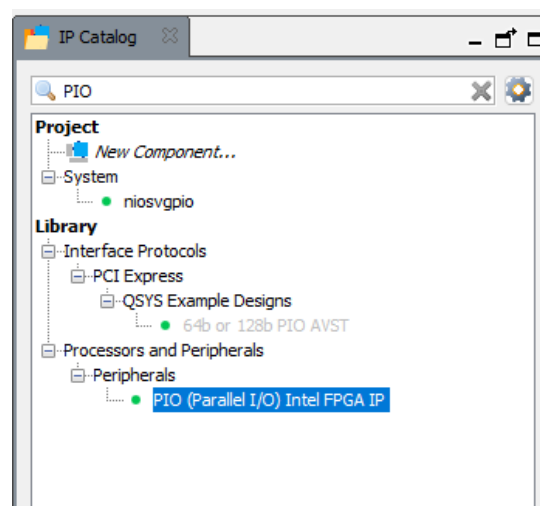 IP Catalog
PIO
Project
New Component...
System
niosvgpio
Library
Interface Protocols
PCI Express
QSYS Example Designs
64b or 128b PIO AVST
Processors and Peripherals
Peripherals
PIO (Parallel I/O) Intel FPGA IP